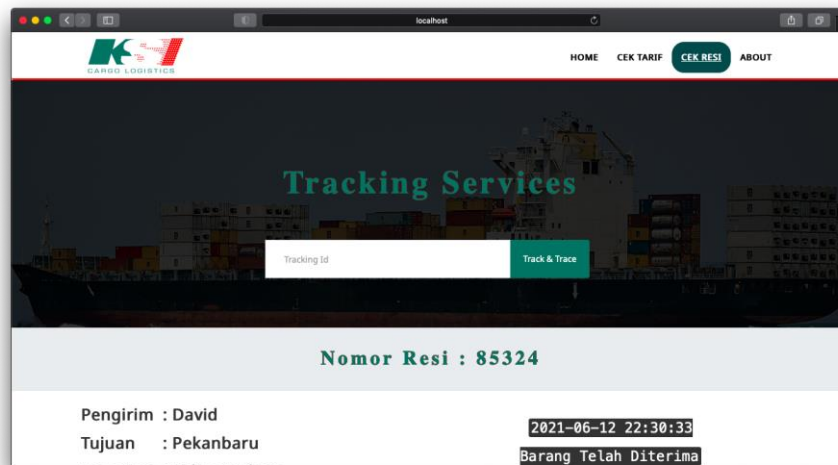 localhost
KSI
CARGO LOGISTICS
HOME CEK TARIF CEK RESI ABOUT
Tracking Services
Tracking Id
Track & Trace
Nomor Resi : 85324
Pengirim : David
Tujuan : Pekanbaru
2021-06-12 22:30:33
Barang Telah Diterima